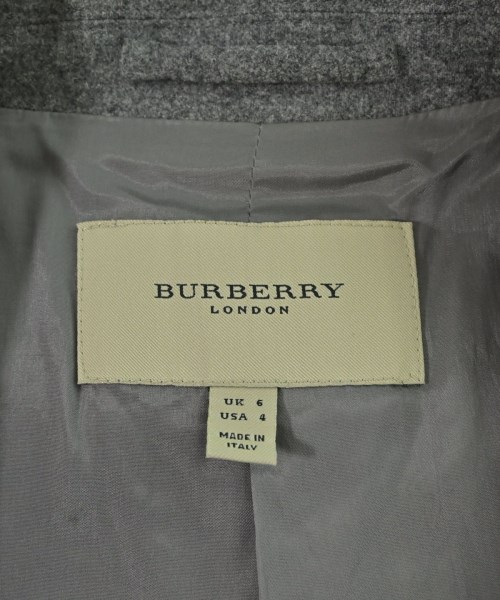 BURBERRY
LONDON
UK 6
USA 4
MADE IN
ITALY